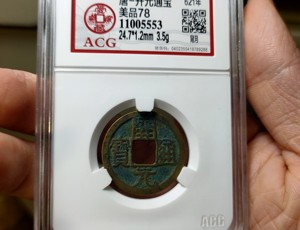 唐-开元通宝 621年
美品78
11005553
24.7*1.2mm 3.5g
ACG
開
寶 通
元
ACG